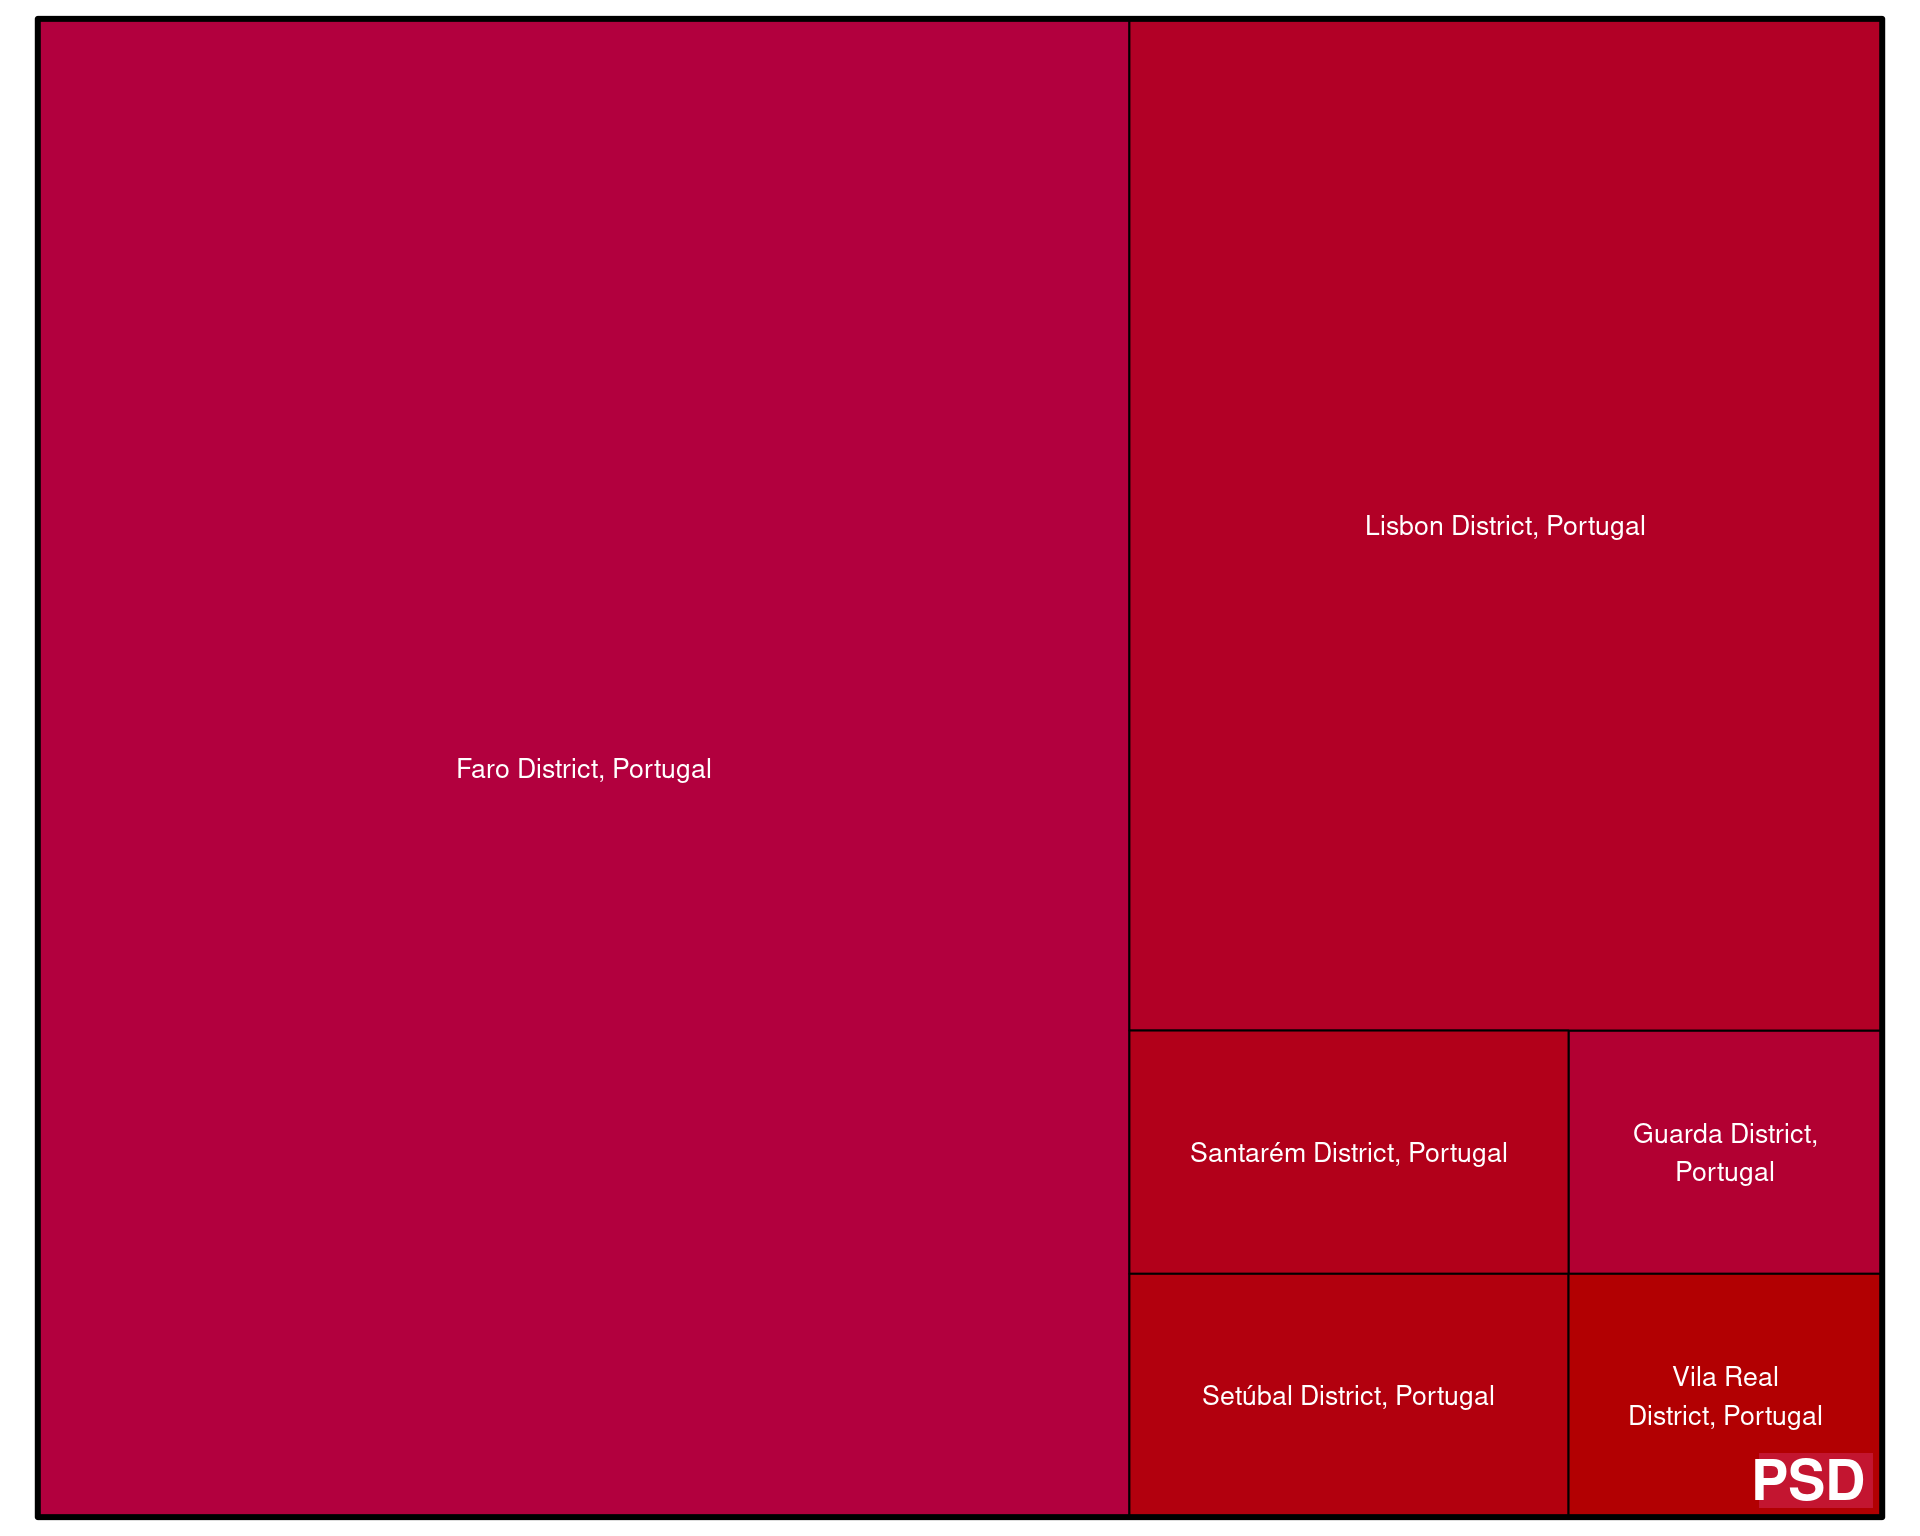 Faro District, Portugal
Lisbon District, Portugal
Santarém District, Portugal
Guarda District,
Portugal
Setúbal District, Portugal
Vila Real
District, Portugal
PSD